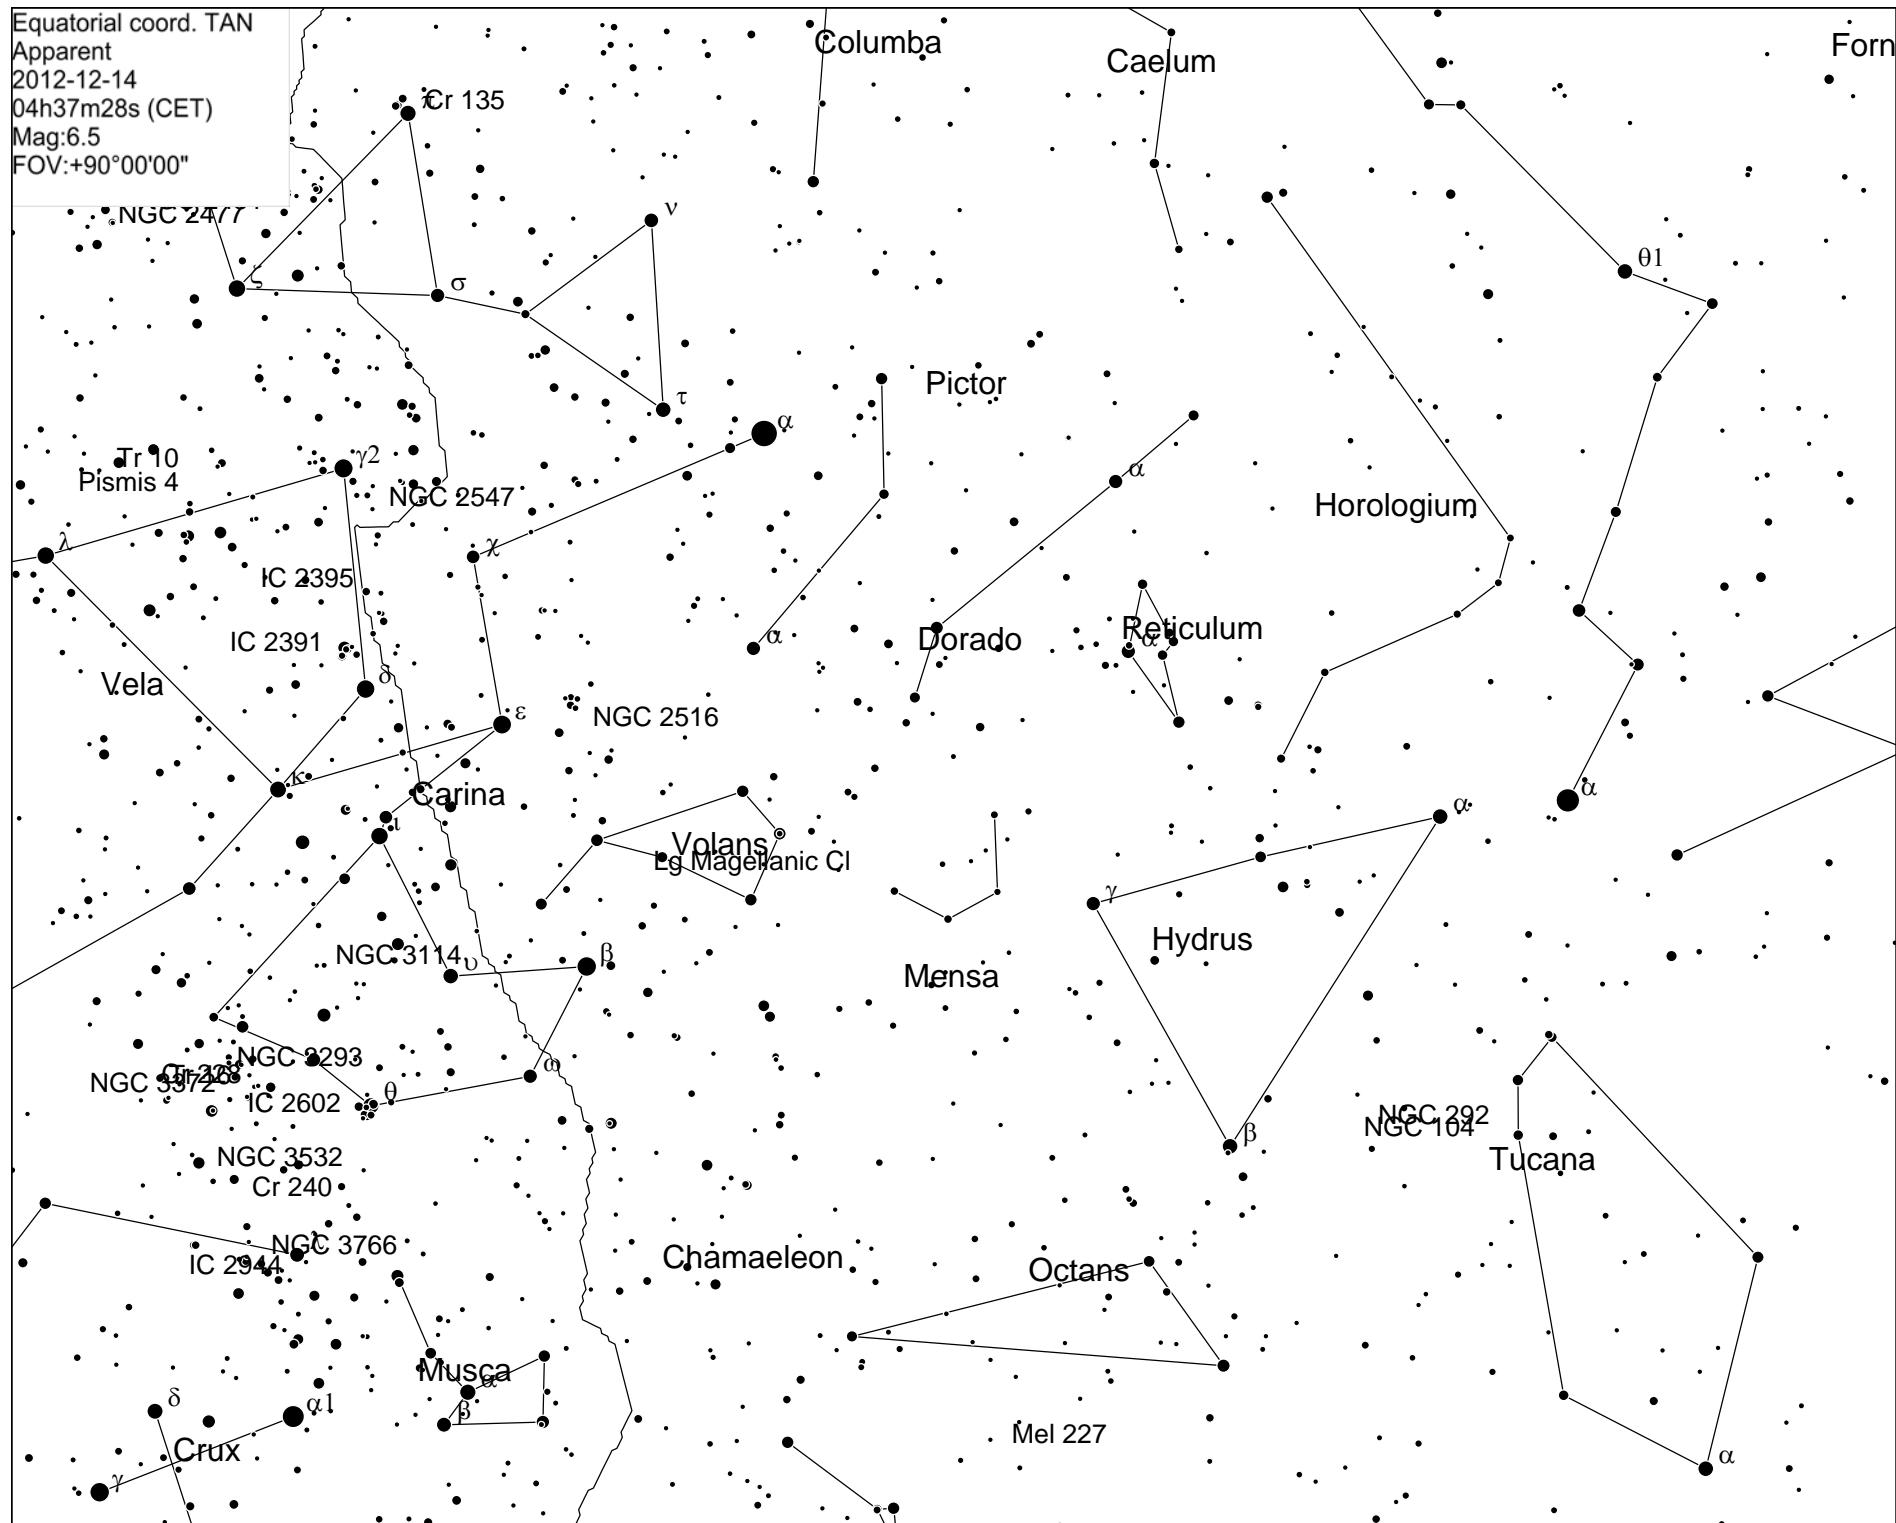 Equatorial coord. TAN
Apparent
2012-12-14
04h37m28s (CET)
Mag:6.5
FOV:+90°00'00"
Columba
Caelum
Forn
π
Cr 135
NGC 2477
ν
ζ
σ
θ1
Pictor
τ
α
Tr 10
Pismis 4
γ2
α
NGC 2547
Horologium
λ
χ
IC 2395
IC 2391
α
Dorado
Reticulum
α
Vela
δ
ε
NGC 2516
κ
Carina
α
α
ι
Volans
Lg Magellanic Cl
γ
Hydrus
NGC 3114
υ
β
Mensa
NGC 3293
ω
Cr 228
NGC 3372
IC 2602
θ
NGC 292
NGC 104
β
Tucana
NGC 3532
Cr 240
λ
NGC 3766
IC 2944
Chamaeleon
Octans
Musca
α
δ
α1
β
Mel 227
Crux
α
γ